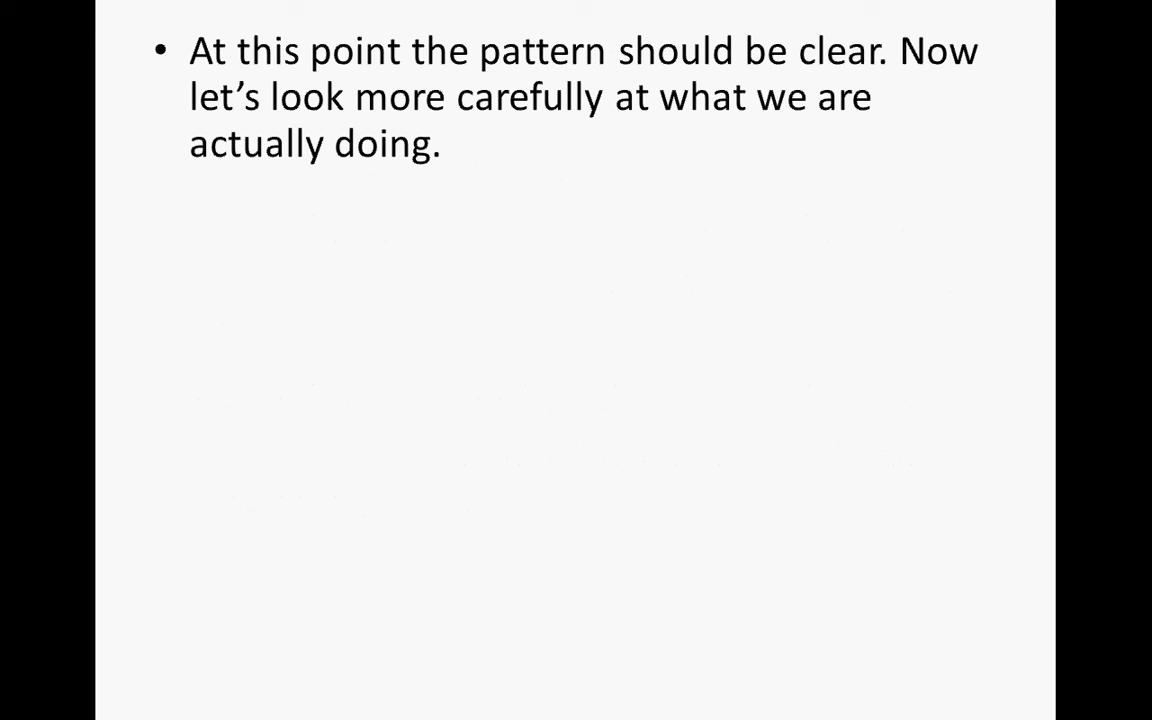 • At this point the pattern should be clear. Now
let’s look more carefully at what we are
actually doing.